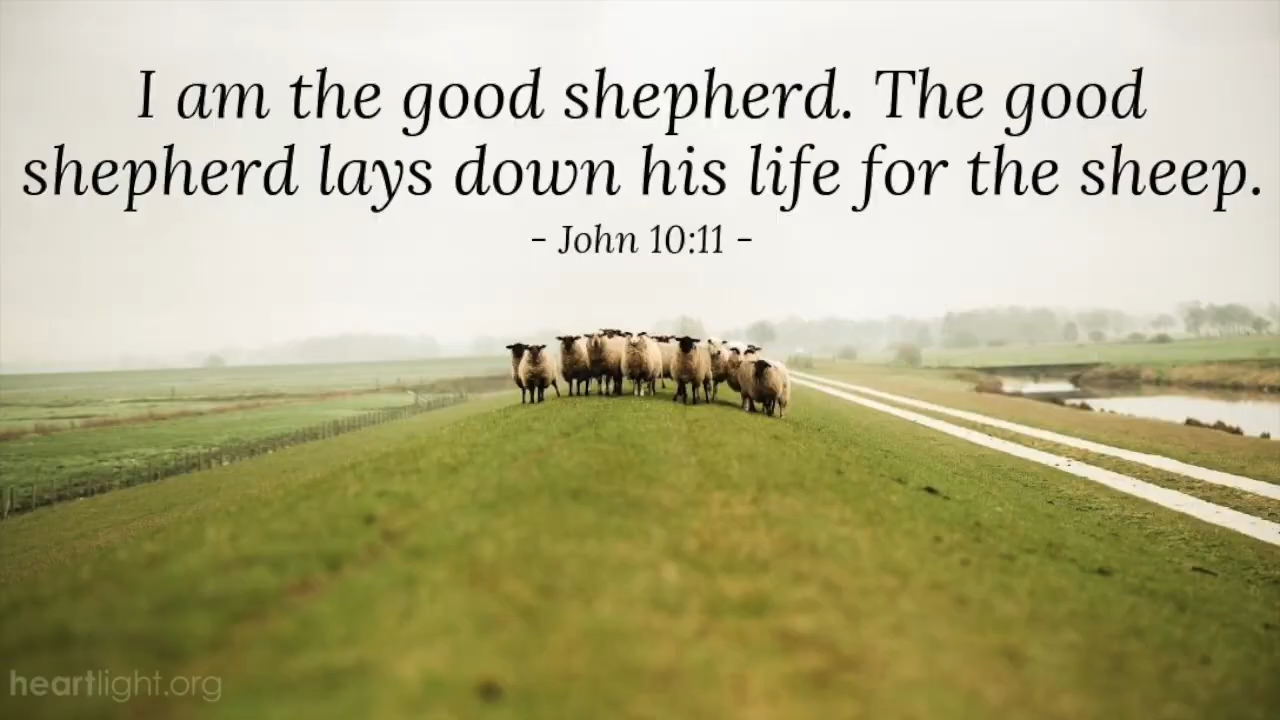 I am the good shepherd. The good
shepherd lays down his life for the sheep.
- John 10:11 -
heartlight.org